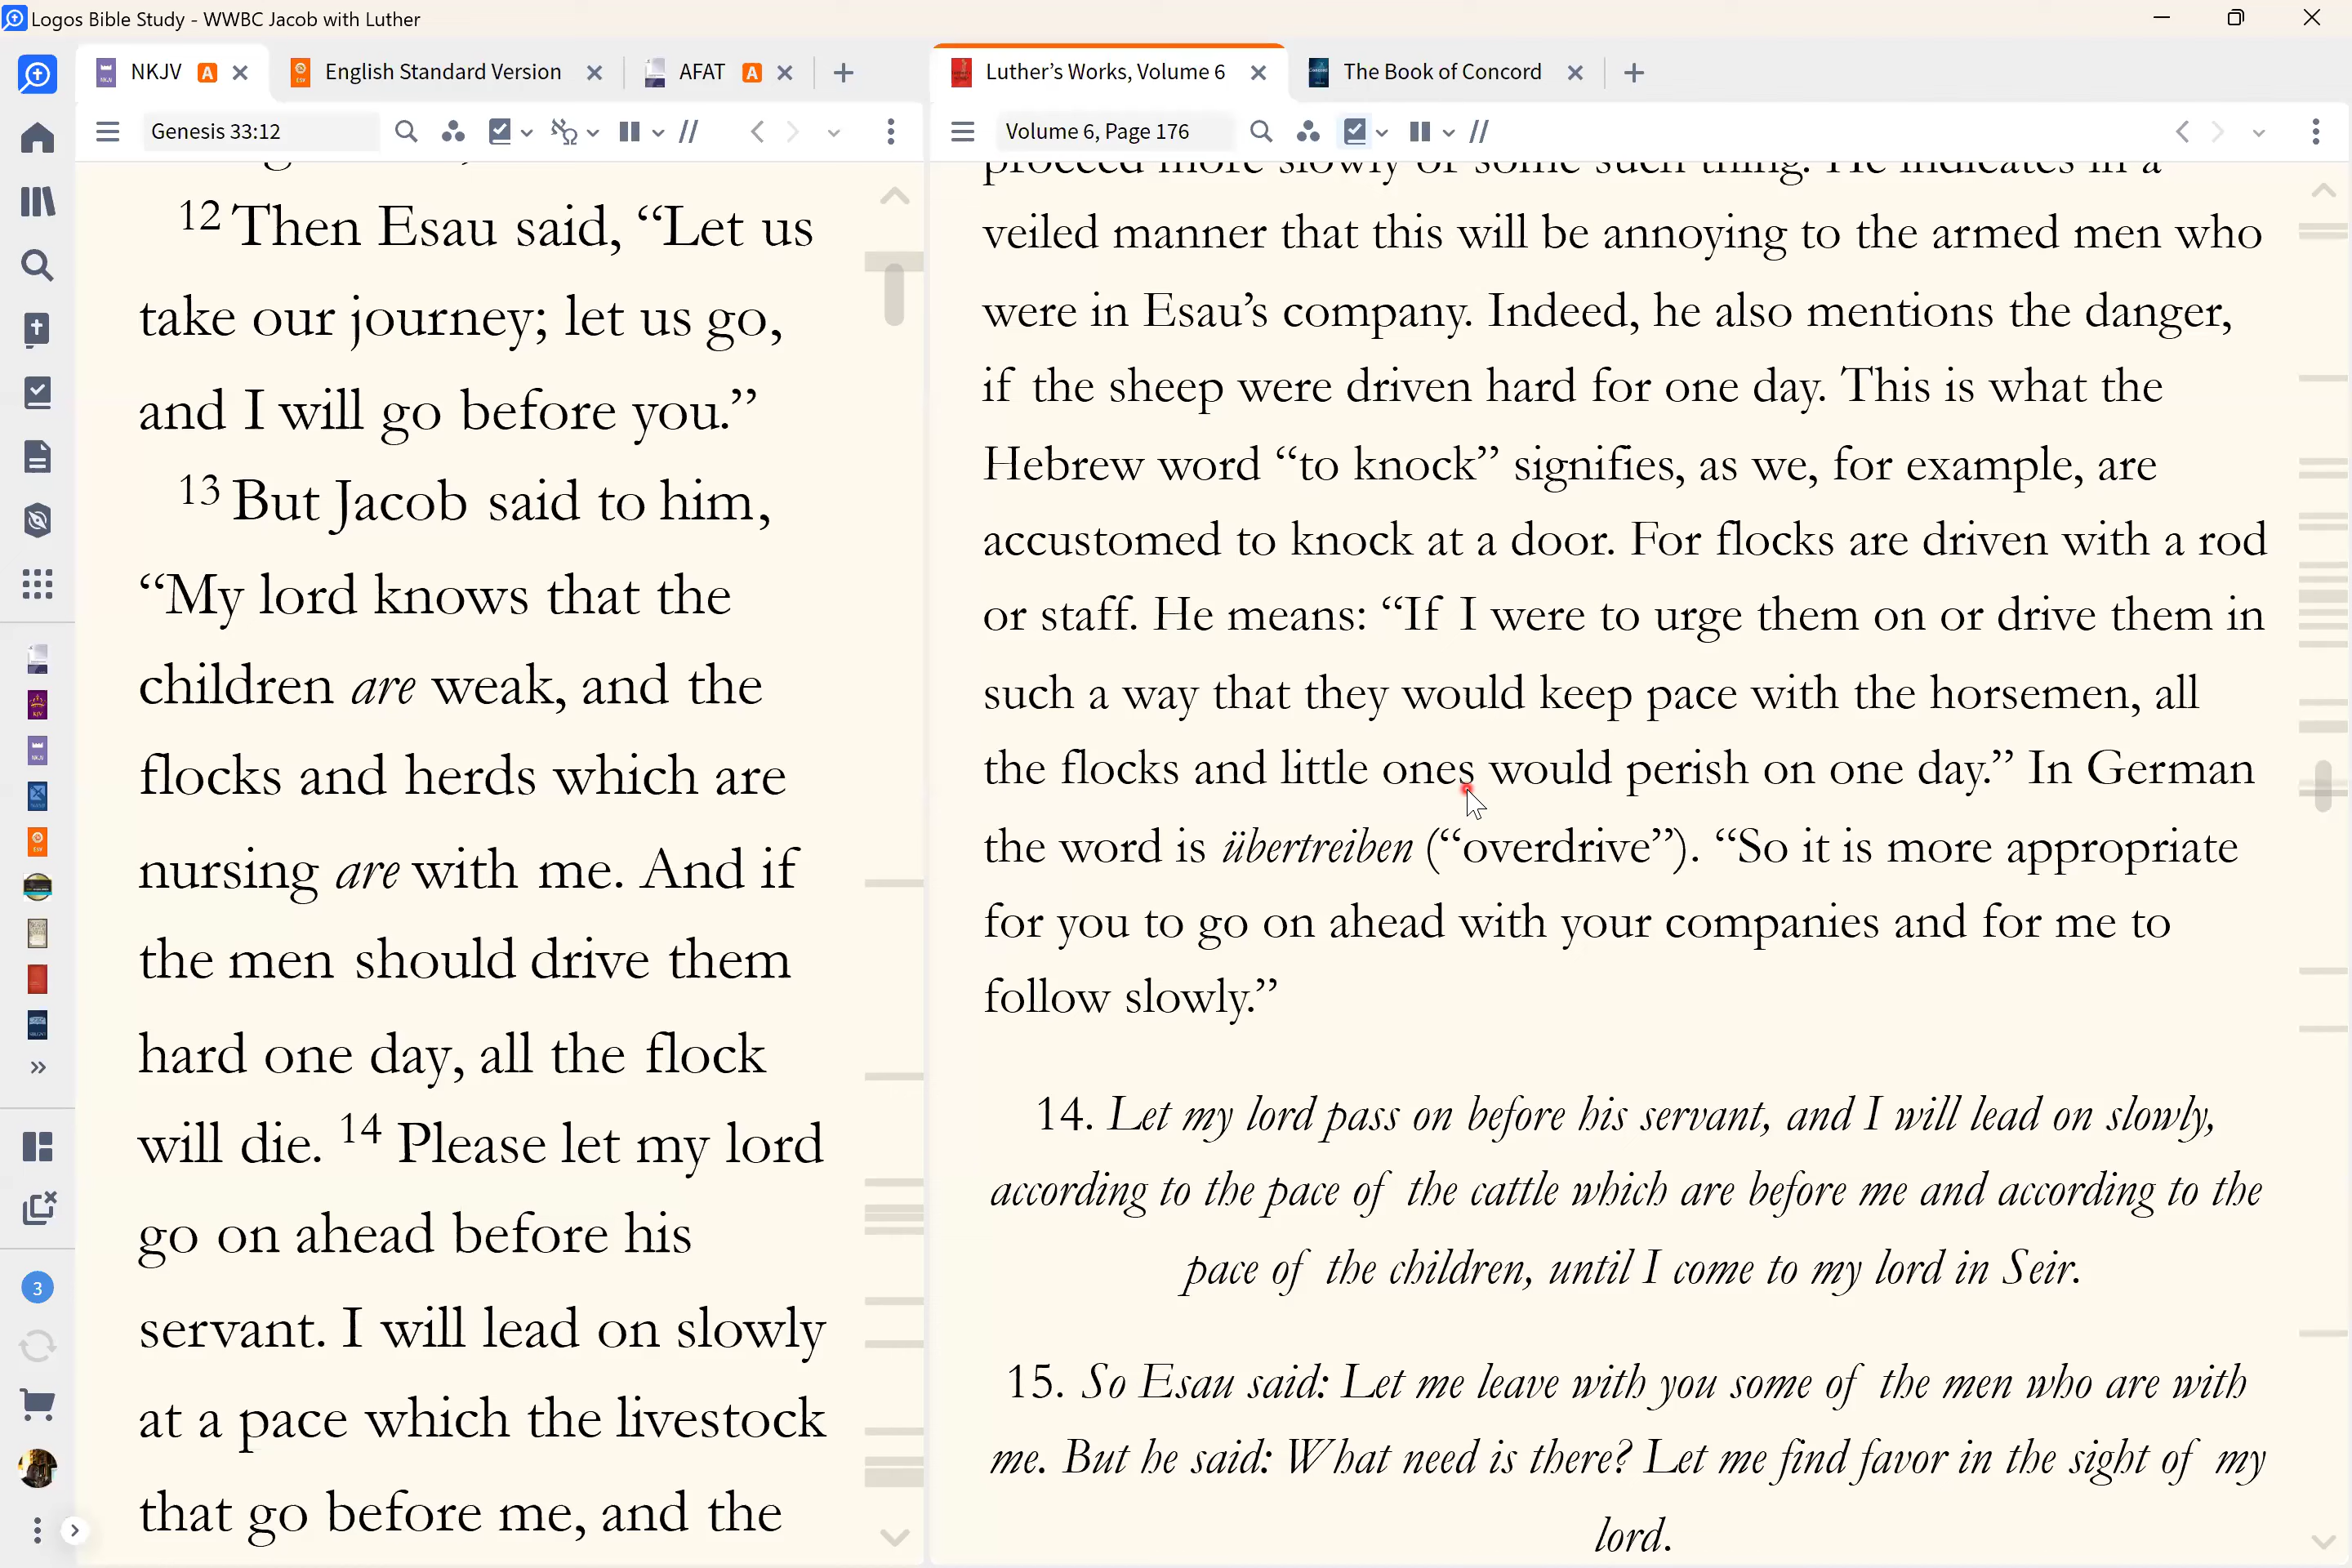 Logos Bible Study - WWBC Jacob with Luther
NKJV A
English Standard Version
AFAT A
Luther's Works, Volume 6
The Book of Concord
Genesis 33:12
Volume 6, Page 176
12 Then Esau said, “Let us
take our journey; let us go,
and I will go before you.”
13 But Jacob said to him,
“My lord knows that the
children are weak, and the
flocks and herds which are
nursing are with me. And if
the men should drive them
hard one day, all the flock
will die. 14 Please let my lord
go on ahead before his
servant. I will lead on slowly
at a pace which the livestock
that go before me, and the
proceed more slowly or some such thing. He indicates in a
veiled manner that this will be annoying to the armed men who
were in Esau’s company. Indeed, he also mentions the danger,
if the sheep were driven hard for one day. This is what the
Hebrew word “to knock” signifies, as we, for example, are
accustomed to knock at a door. For flocks are driven with a rod
or staff. He means: “If I were to urge them on or drive them in
such a way that they would keep pace with the horsemen, all
the flocks and little ones would perish on one day.” In German
the word is übertreiben (“overdrive”). “So it is more appropriate
for you to go on ahead with your companies and for me to
follow slowly.”
14. Let my lord pass on before his servant, and I will lead on slowly,
according to the pace of the cattle which are before me and according to the
pace of the children, until I come to my lord in Seir.
15. So Esau said: Let me leave with you some of the men who are with
me. But he said: What need is there? Let me find favor in the sight of my
lord.
3